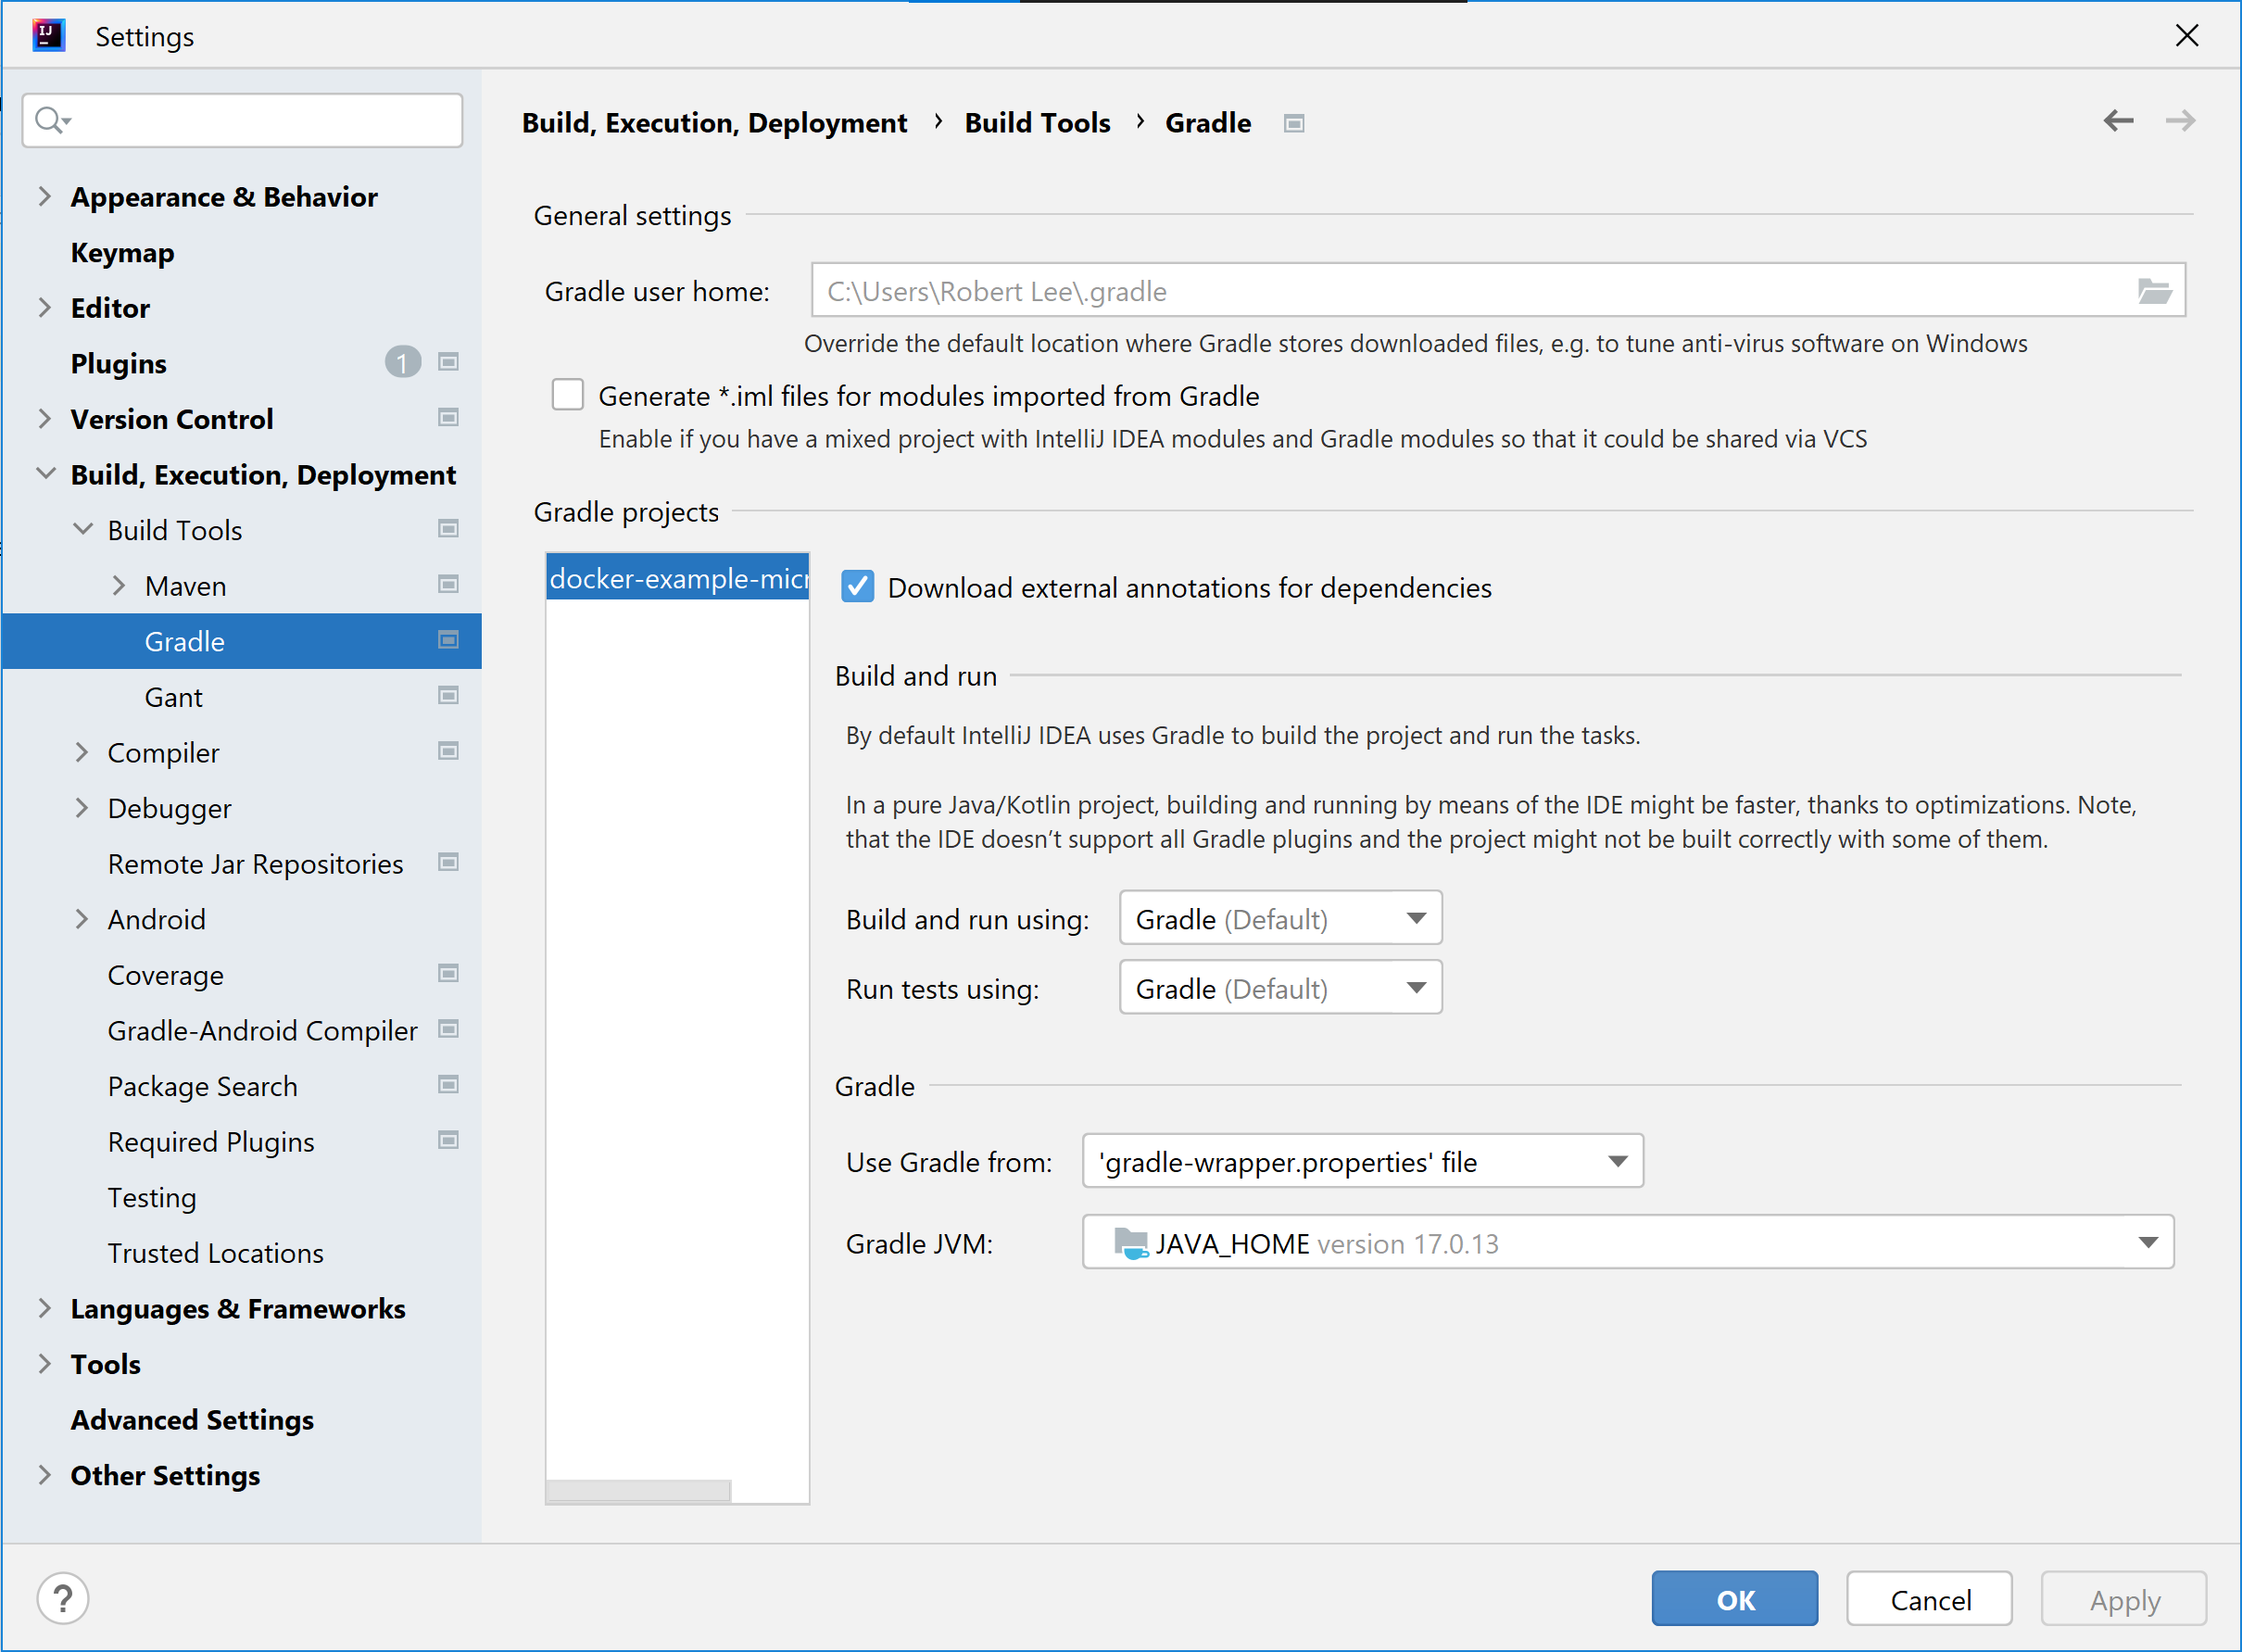 Settings
Appearance & Behavior
Keymap
Editor
Plugins 1
Version Control
Build, Execution, Deployment
Build Tools
Maven
Gradle
Gant
Compiler
Debugger
Remote Jar Repositories
Android
Coverage
Gradle-Android Compiler
Package Search
Required Plugins
Testing
Trusted Locations
Languages & Frameworks
Tools
Advanced Settings
Other Settings
Build, Execution, Deployment › Build Tools › Gradle
General settings
Gradle user home: C:\Users\Robert Lee\.gradle
Override the default location where Gradle stores downloaded files, e.g. to tune anti-virus software on Windows
Generate *.iml files for modules imported from Gradle
Enable if you have a mixed project with IntelliJ IDEA modules and Gradle modules so that it could be shared via VCS
Gradle projects
docker-example-micr
Download external annotations for dependencies
Build and run
By default IntelliJ IDEA uses Gradle to build the project and run the tasks.
In a pure Java/Kotlin project, building and running by means of the IDE might be faster, thanks to optimizations. Note,
that the IDE doesn’t support all Gradle plugins and the project might not be built correctly with some of them.
Build and run using: Gradle (Default)
Run tests using: Gradle (Default)
Gradle
Use Gradle from: 'gradle-wrapper.properties' file
Gradle JVM: JAVA_HOME version 17.0.13
? OK Cancel Apply